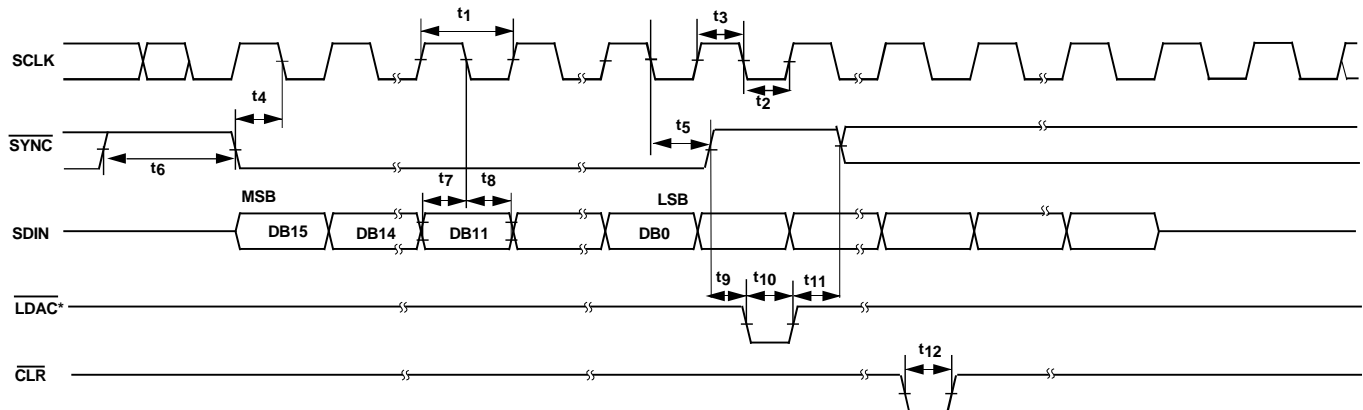 t1
t3
SCLK
t4
t2
SYNC
t5
t6
t7
t8
MSB
LSB
SDIN
DB15
DB14
DB11
DB0
t9
t10
t11
LDAC*
t12
CLR